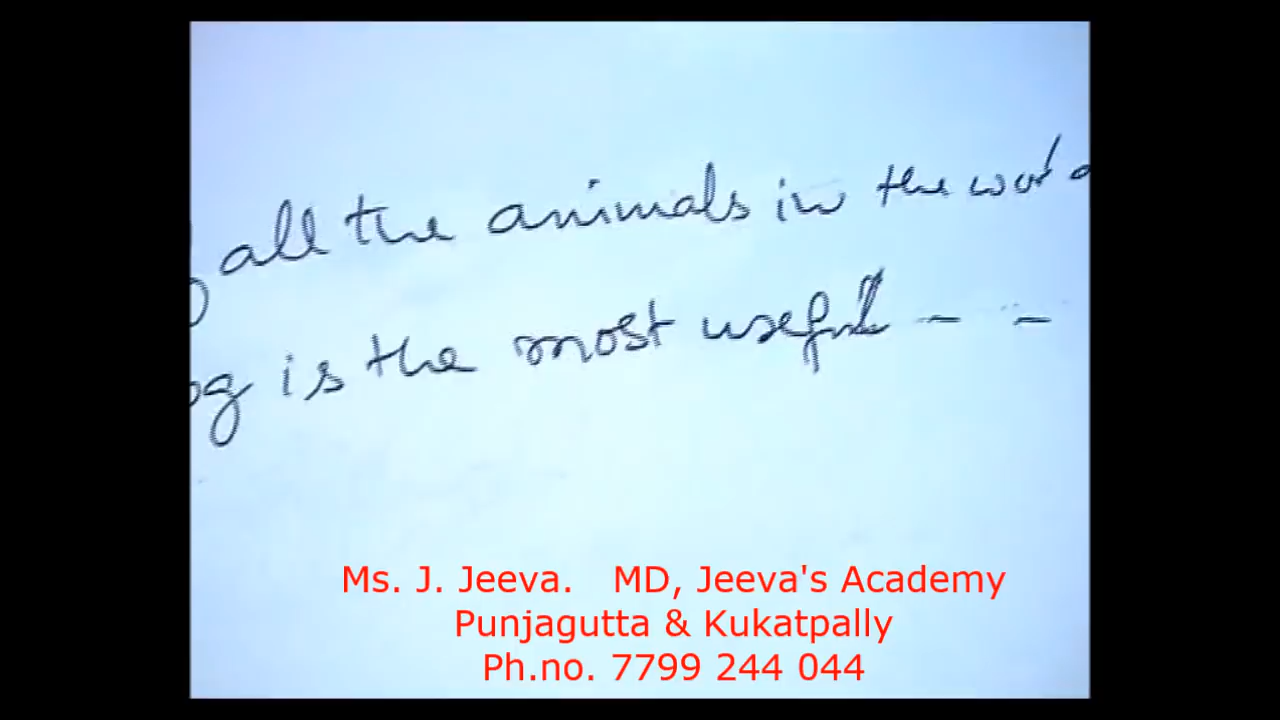 all the animals in the world
is the most useful - -
Ms. J. Jeeva. MD, Jeeva's Academy
Punjagutta & Kukatpally
Ph.no. 7799 244 044